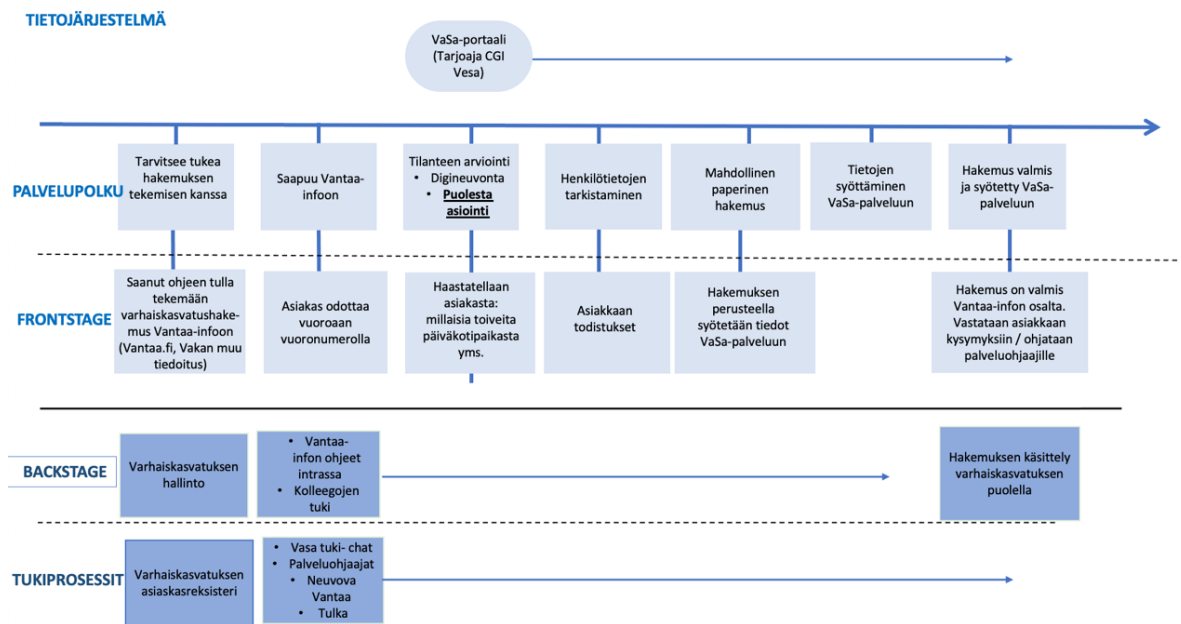 TIETOJÄRJESTELMÄ
VaSa-portaali
(Tarjoaja CGI
Vesa)
PALVELUPOLKU
Tarvitsee tukea
hakemuksen
tekemisen kanssa
Saapuu Vantaa-
infoon
Tilanteen arviointi
• Digineuvonta
• Puolesta
asiointi
Henkilötietojen
tarkistaminen
Mahdollinen
paperinen
hakemus
Tietojen
syöttäminen
VaSa-palveluun
Hakemus valmis
ja syötetty VaSa-
palveluun
FRONTSTAGE
Saanut ohjeen tulla
tekemään
varhaiskasvatushake-
mus Vantaa-infoon
(Vantaa.fi, Vakan muu
tiedoitus)
Asiakas odottaa
vuoroaan
vuoronumerolla
Haastatellaan
asiakasta:
millaisia toiveita
päiväkotipaikasta
yms.
Asiakkaan
todistukset
Hakemuksen
perusteella
syötetään tiedot
VaSa-palveluun
Hakemus on valmis
Vantaa-infon osalta.
Vastataan asiakkaan
kysymyksiin / ohjataan
palveluohjaajille
BACKSTAGE
Varhaiskasvatuksen
hallinto
• Vantaa-
infon ohjeet
intrassa
• Kolleegojen
tuki
Hakemuksen käsittely
varhaiskasvatuksen
puolella
TUKIPROSESSIT
Varhaiskasvatuksen
asiaskasreksisteri
• Vasa tuki- chat
• Palveluohjaajat
• Neuvova
Vantaa
• Tulka